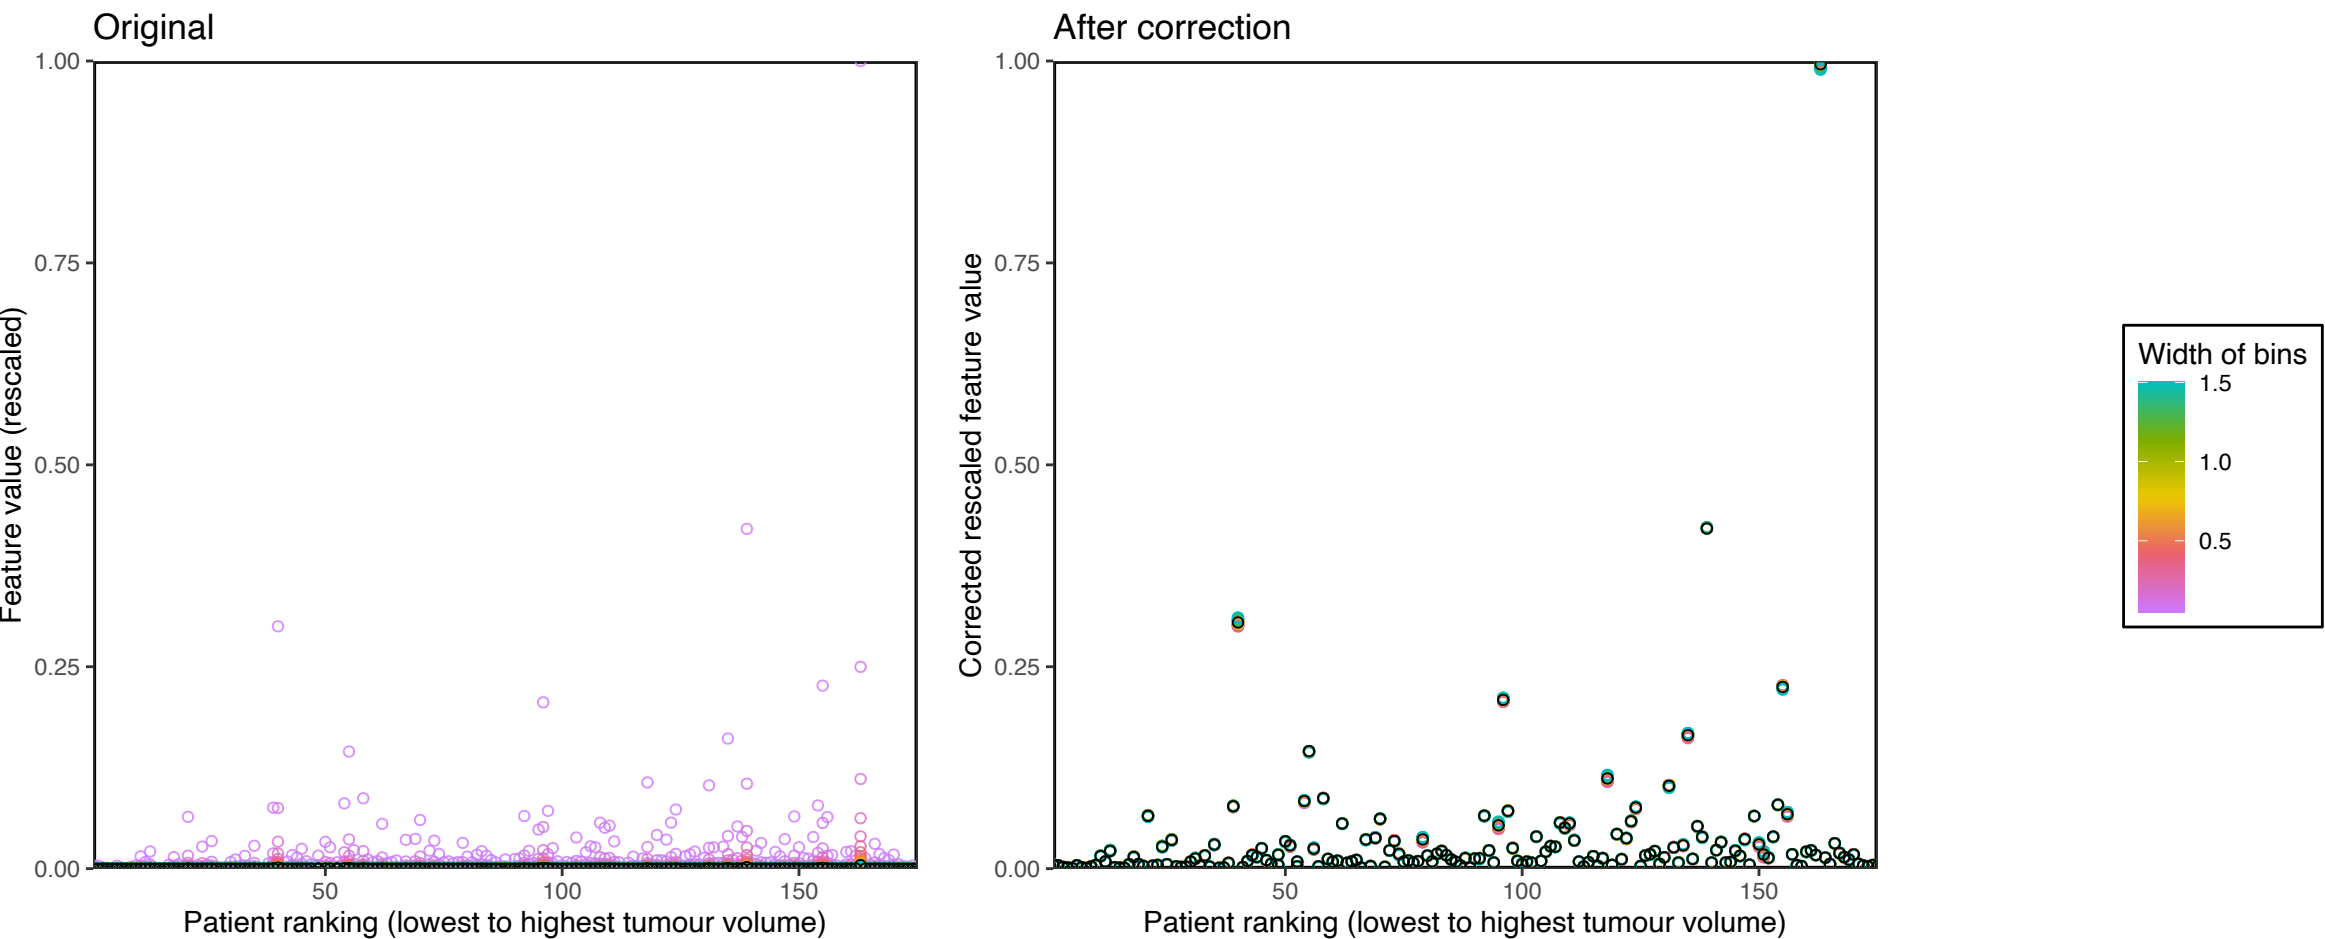 Original
After correction
1.00
0.75
0.50
0.25
0.00
Feature value (rescaled)
50
100
150
Patient ranking (lowest to highest tumour volume)
1.00
0.75
0.50
0.25
0.00
Corrected rescaled feature value
50
100
150
Patient ranking (lowest to highest tumour volume)
Width of bins
1.5
1.0
0.5